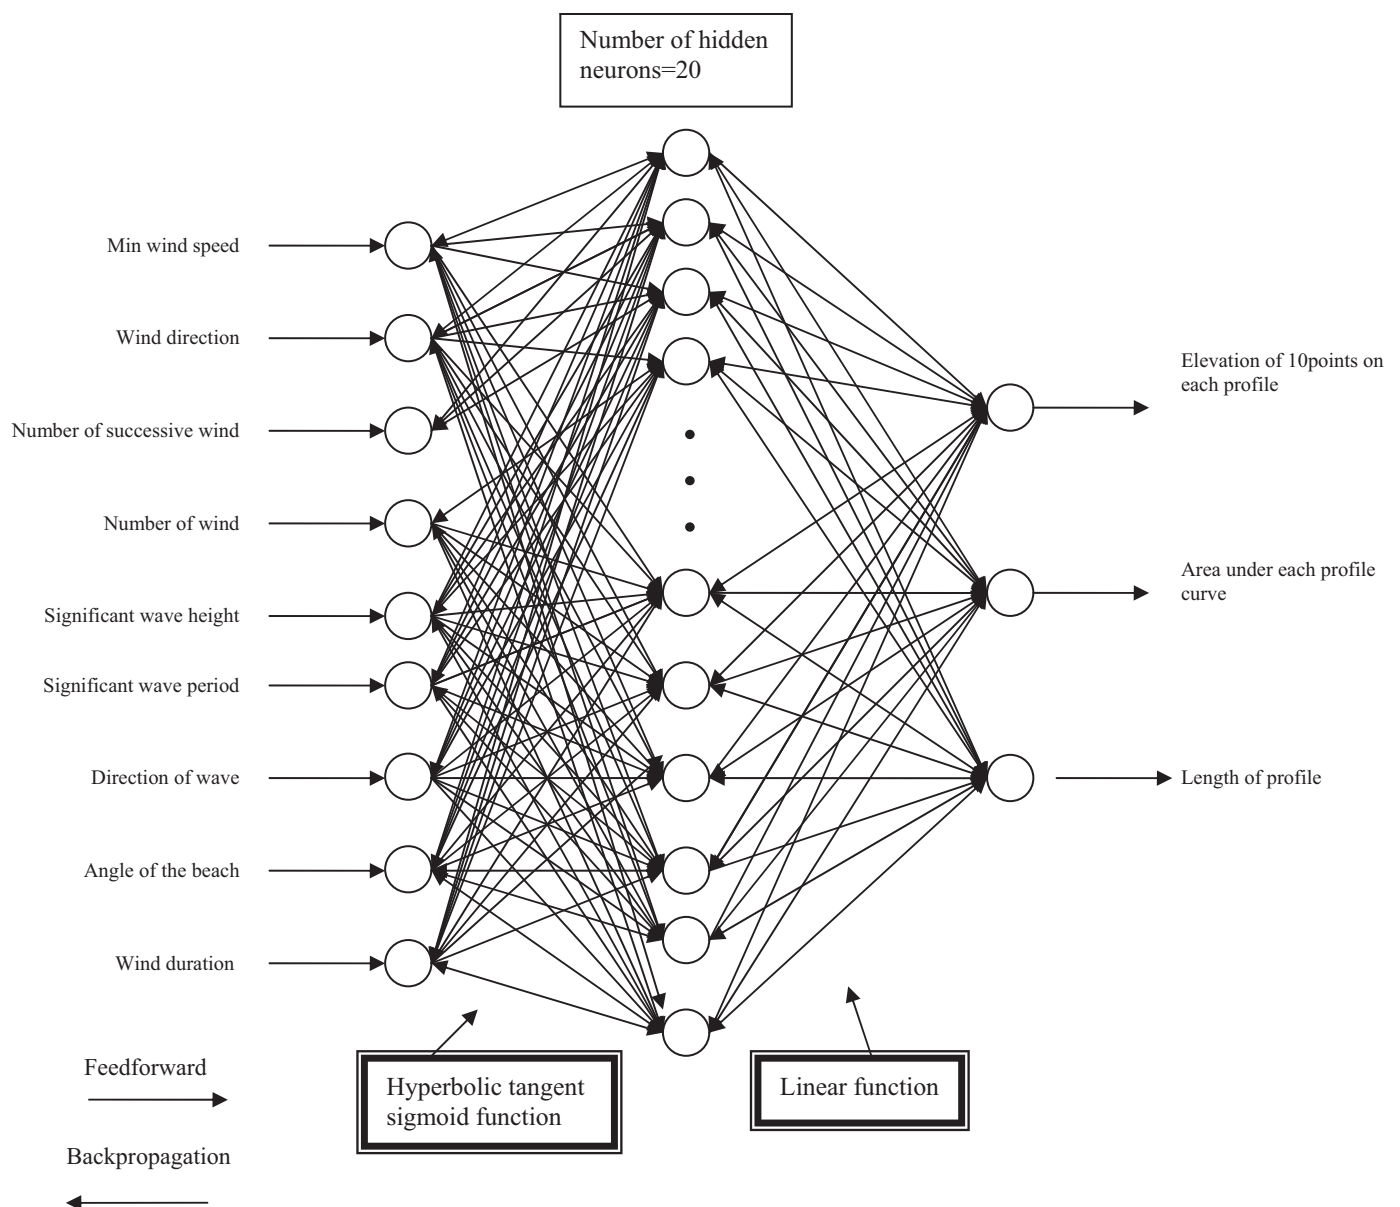 Number of hidden
neurons=20
Min wind speed
Wind direction
Number of successive wind
Number of wind
Significant wave height
Significant wave period
Direction of wave
Angle of the beach
Wind duration
Elevation of 10points on
each profile
Area under each profile
curve
Length of profile
Feedforward
Backpropagation
Hyperbolic tangent
sigmoid function
Linear function